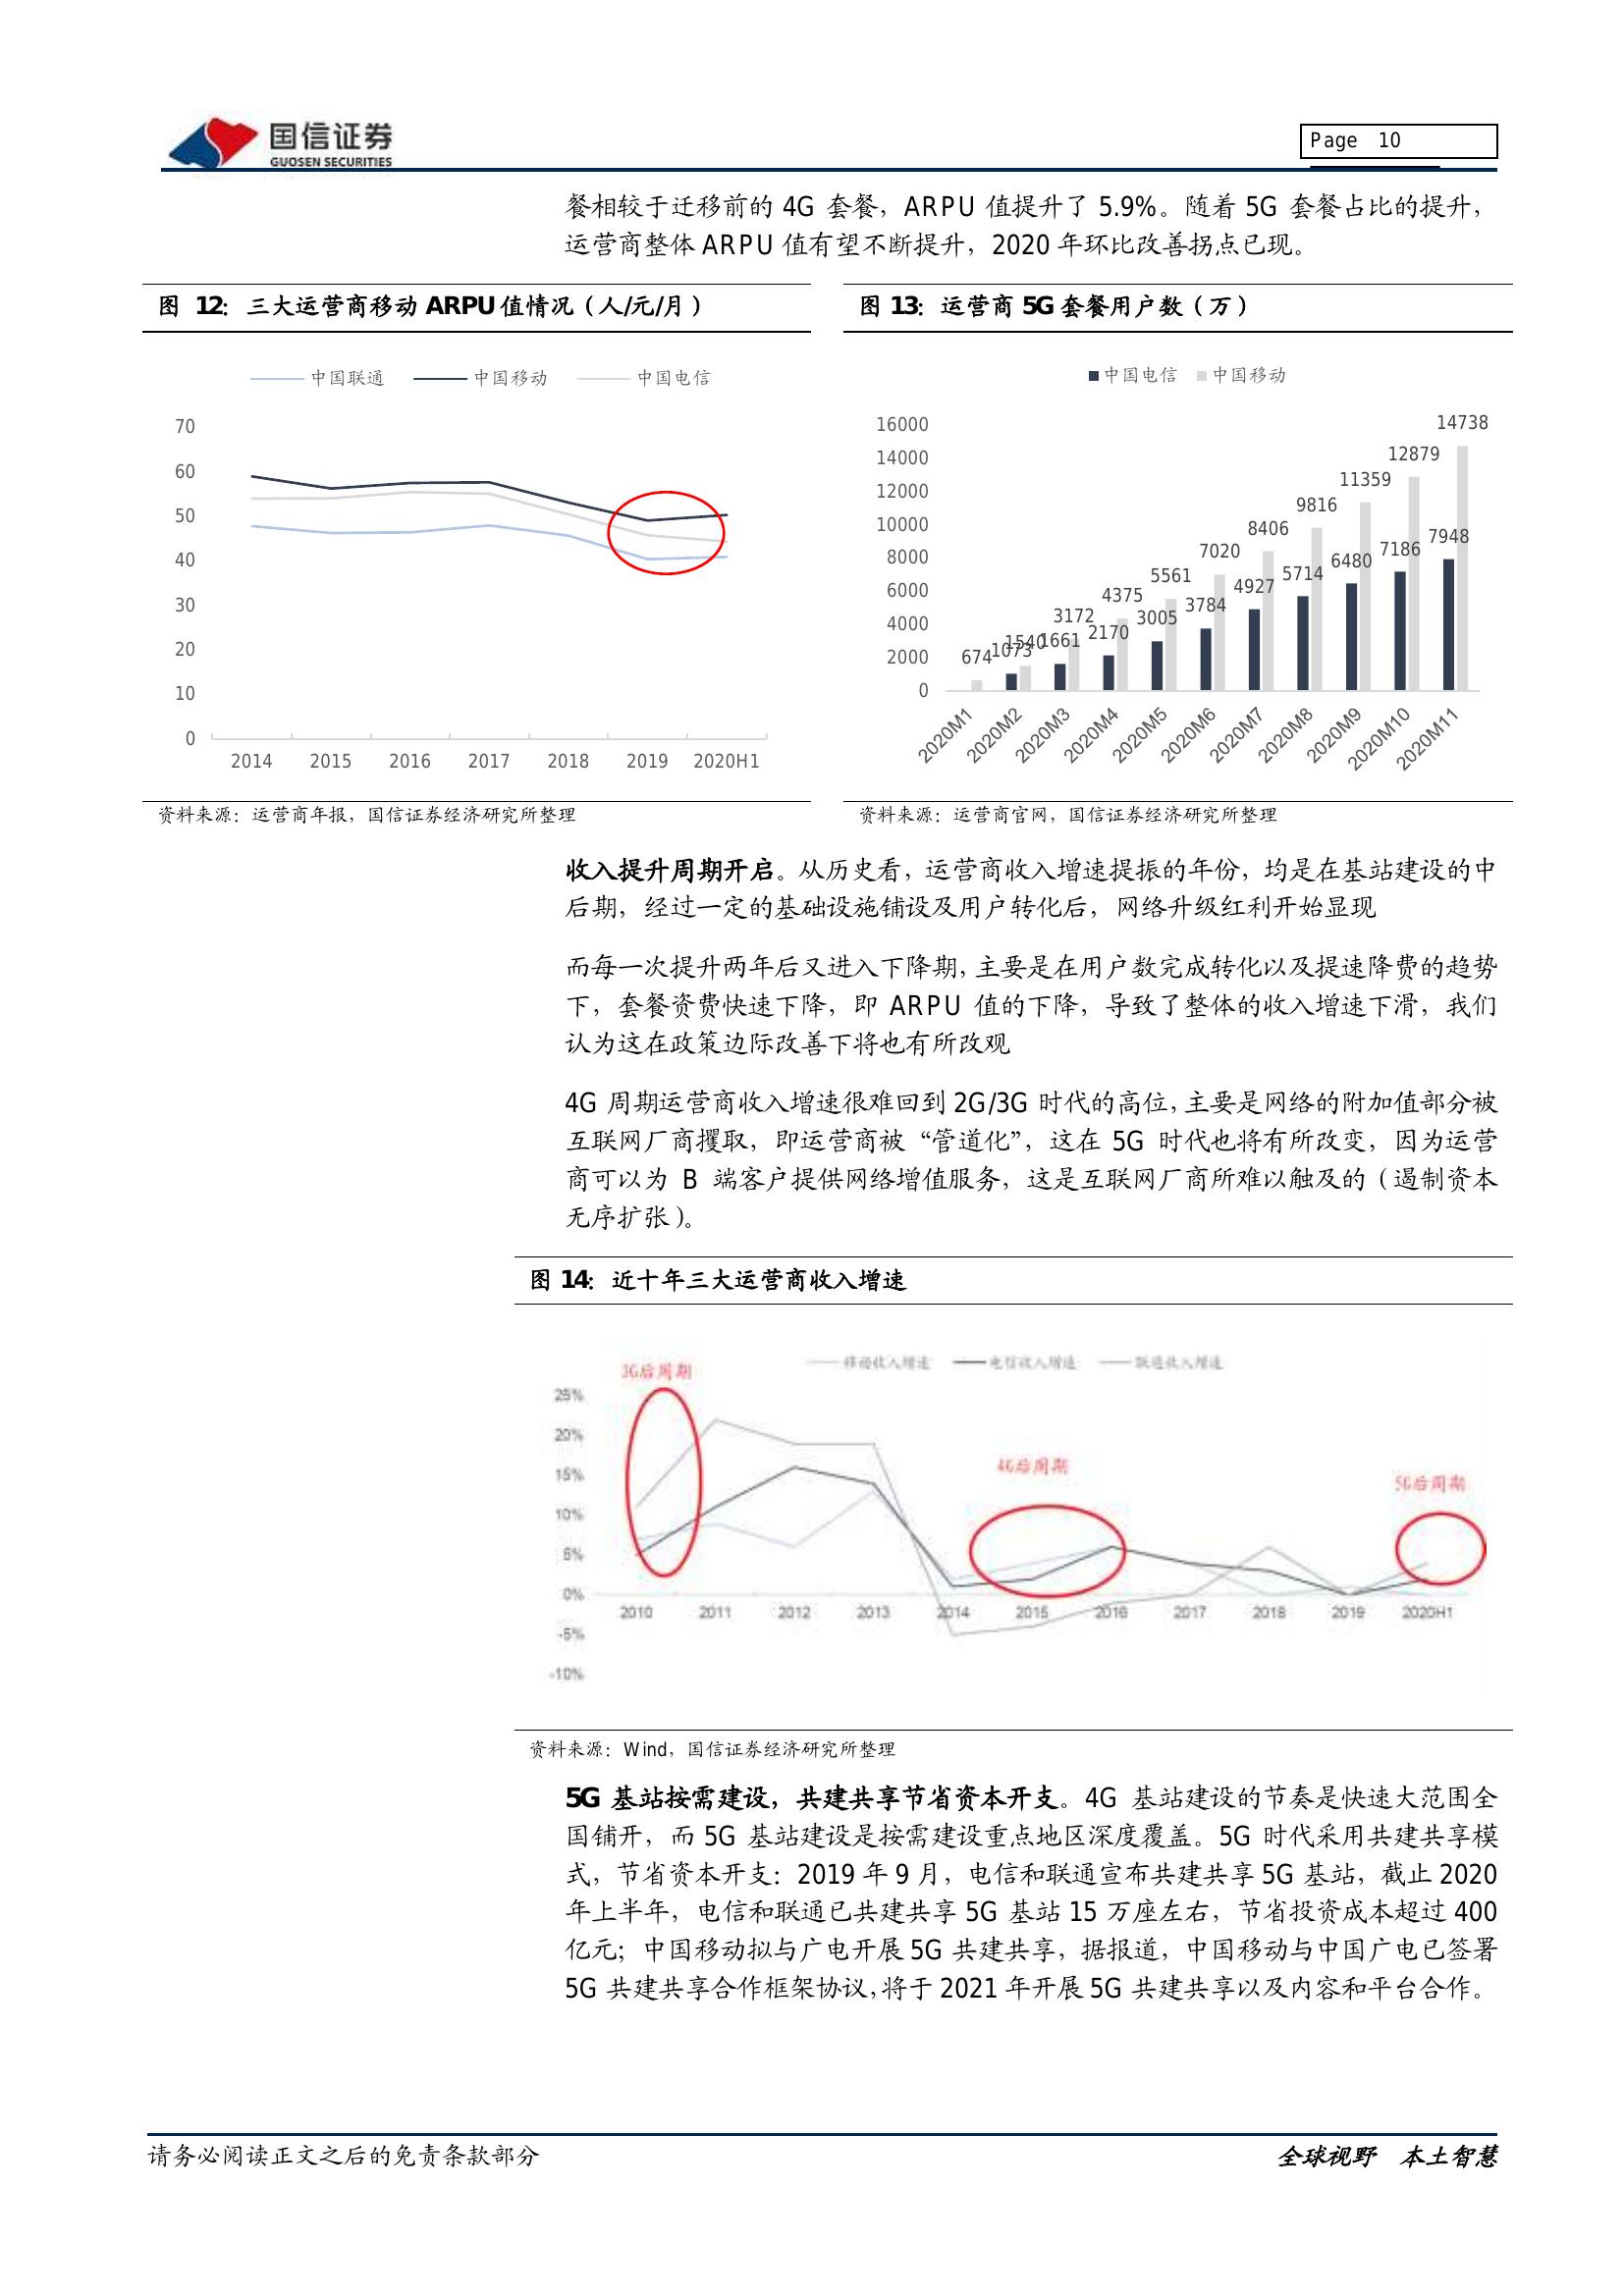 国信证券
GUOSEN SECURITIES
Page 10
餐相较于迁移前的 4G 套餐，ARPU 值提升了 5.9%。随着 5G 套餐占比的提升，
运营商整体 ARPU 值有望不断提升，2020 年环比改善拐点已现。
图 12：三大运营商移动 ARPU 值情况（人/元/月）
中国联通 中国移动 中国电信
70
60
50
40
30
20
10
0
2014 2015 2016 2017 2018 2019 2020H1
资料来源：运营商年报，国信证券经济研究所整理
图 13：运营商 5G 套餐用户数（万）
中国电信 中国移动
16000
14000
12000
10000
8000
6000
4000
2000
0
674 1073 1540 1661 3172 2170 4375 3005 5561 3784 7020 4927 8406 5714 9816 6480 11359 7186 12879 7948 14738
2020M1 2020M2 2020M3 2020M4 2020M5 2020M6 2020M7 2020M8 2020M9 2020M10 2020M11
资料来源：运营商官网，国信证券经济研究所整理
收入提升周期开启。从历史看，运营商收入增速提振的年份，均是在基站建设的中
后期，经过一定的基础设施铺设及用户转化后，网络升级红利开始显现
而每一次提升两年后又进入下降期，主要是在用户数完成转化以及提速降费的趋势
下，套餐资费快速下降，即 ARPU 值的下降，导致了整体的收入增速下滑，我们
认为这在政策边际改善下将也有所改观
4G 周期运营商收入增速很难回到 2G/3G 时代的高位，主要是网络的附加值部分被
互联网厂商攫取，即运营商被“管道化”，这在 5G 时代也将有所改变，因为运营
商可以为 B 端客户提供网络增值服务，这是互联网厂商所难以触及的（遏制资本
无序扩张）。
图 14：近十年三大运营商收入增速
移动收入增速 电信收入增速 联通收入增速
3G后周期
4G后周期
5G后周期
25%
20%
15%
10%
5%
0%
-5%
-10%
2010 2011 2012 2013 2014 2015 2016 2017 2018 2019 2020H1
资料来源：Wind，国信证券经济研究所整理
5G 基站按需建设，共建共享节省资本开支。4G 基站建设的节奏是快速大范围全
国铺开，而 5G 基站建设是按需建设重点地区深度覆盖。5G 时代采用共建共享模
式，节省资本开支：2019 年 9 月，电信和联通宣布共建共享 5G 基站，截止 2020
年上半年，电信和联通已共建共享 5G 基站 15 万座左右，节省投资成本超过 400
亿元；中国移动拟与广电开展 5G 共建共享，据报道，中国移动与中国广电已签署
5G 共建共享合作框架协议，将于 2021 年开展 5G 共建共享以及内容和平台合作。
请务必阅读正文之后的免责条款部分
全球视野 本土智慧